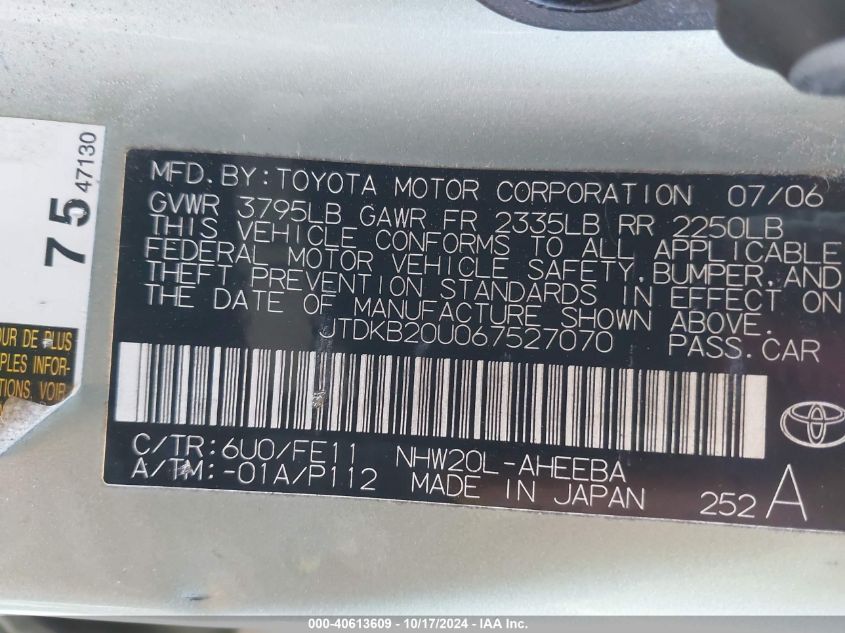 75 47130
OUR DE PLUS
PLES INFOR-
TIONS, VOIR
MFD. BY: TOYOTA MOTOR CORPORATION 07/06
GVWR 3795LB GAWR FR 2335LB RR 2250LB
THIS VEHICLE CONFORMS TO ALL APPLICABLE
FEDERAL MOTOR VEHICLE SAFETY, BUMPER, AND
THEFT PREVENTION STANDARDS IN EFFECT ON
THE DATE OF MANUFACTURE SHOWN ABOVE.
JTDKB20U067527070 PASS. CAR
C/TR: 6U0/FE11 NHW20L-AHEEBA
A/TM: -01A/P112 MADE IN JAPAN 252 A
000-40613609 - 10/17/2024 - IAA Inc.